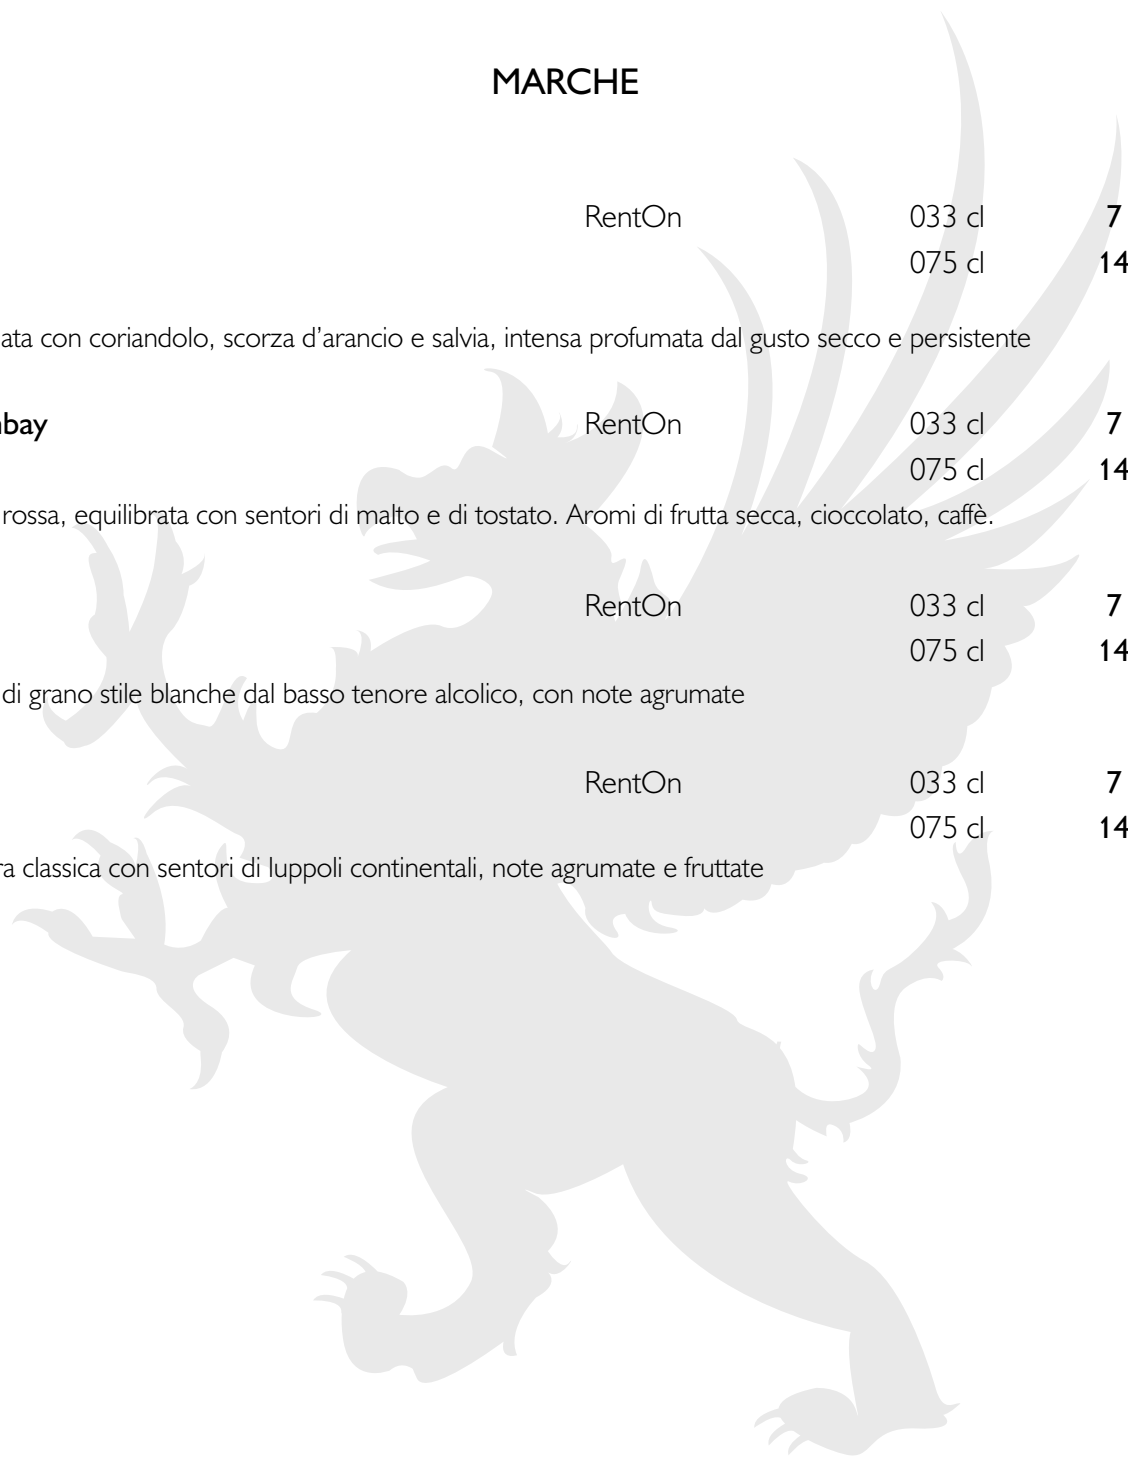 MARCHE
RentOn 033 cl 7
075 cl 14
con coriandolo, scorza d’arancio e salvia, intensa profumata dal gusto secco e persistente
RentOn 033 cl 7
075 cl 14
rossa, equilibrata con sentori di malto e di tostato. Aromi di frutta secca, cioccolato, caffè.
RentOn 033 cl 7
075 cl 14
di grano stile blanche dal basso tenore alcolico, con note agrumate
RentOn 033 cl 7
075 cl 14
classica con sentori di luppoli continentali, note agrumate e fruttate